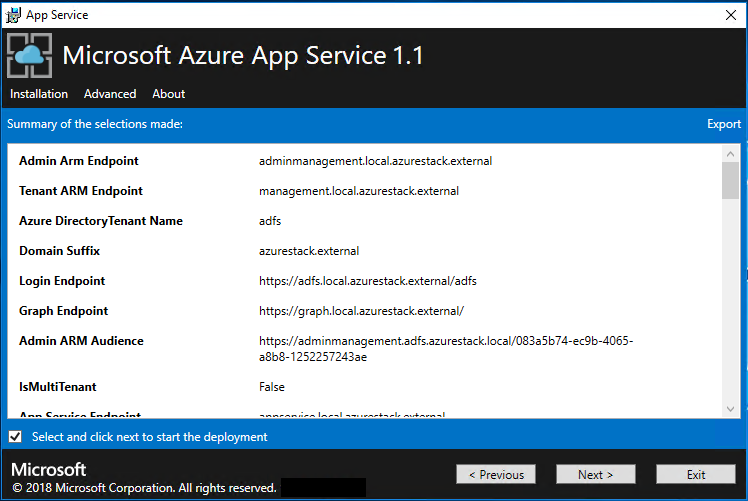 App Service
Microsoft Azure App Service 1.1
Installation Advanced About
Summary of the selections made: Export
Admin Arm Endpoint adminmanagement.local.azurestack.external
Tenant ARM Endpoint management.local.azurestack.external
Azure DirectoryTenant Name adfs
Domain Suffix azurestack.external
Login Endpoint https://adfs.local.azurestack.external/adfs
Graph Endpoint https://graph.local.azurestack.external/
Admin ARM Audience https://adminmanagement.adfs.azurestack.local/083a5b74-ec9b-4065-
a8b8-1252257243ae
IsMultiTenant False
App Service Endpoint appservice.local.azurestack.external
Select and click next to start the deployment
Microsoft
© 2018 Microsoft Corporation. All rights reserved.
< Previous Next > Exit